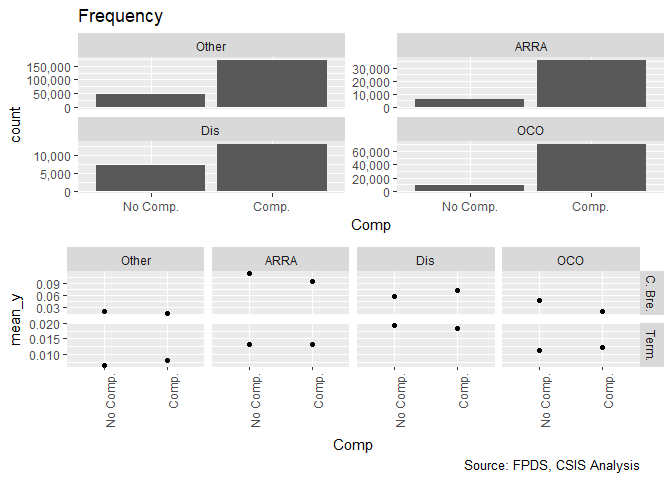 Frequency
Other
ARRA
150,000
100,000
50,000
0
30,000
20,000
10,000
0
count
Dis
OCO
10,000
5,000
0
60,000
40,000
20,000
0
No Comp.
Comp.
No Comp.
Comp.
Comp
Other
ARRA
Dis
OCO
mean_y
0.09
0.06
0.03
C. Bre.
0.020
0.015
0.010
Term.
No Comp.
Comp.
No Comp.
Comp.
No Comp.
Comp.
No Comp.
Comp.
Comp
Source: FPDS, CSIS Analysis